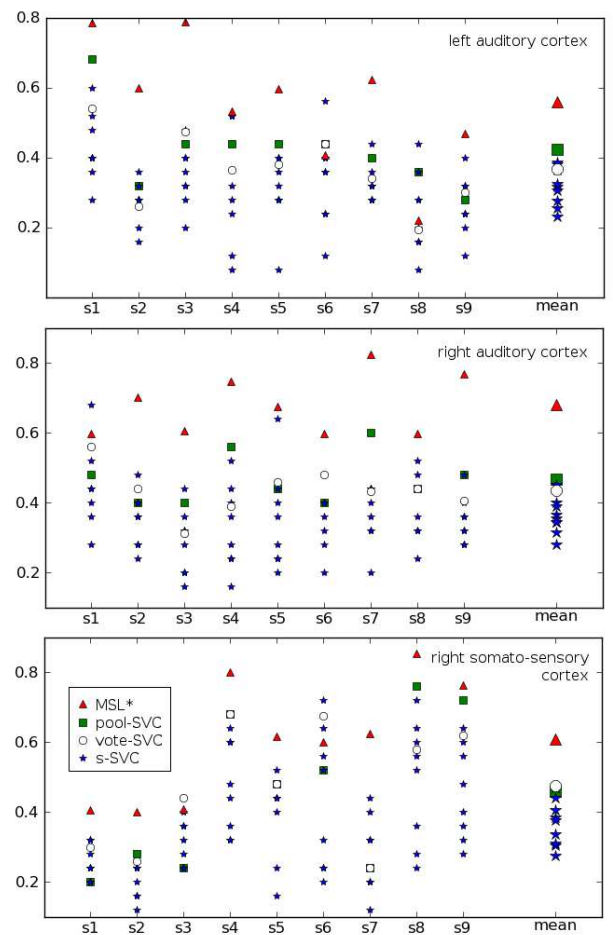 0.8
left auditory cortex
0.6
0.4
0.2
s1 s2 s3 s4 s5 s6 s7 s8 s9 mean
0.8
right auditory cortex
0.6
0.4
0.2
s1 s2 s3 s4 s5 s6 s7 s8 s9 mean
right somato-sensory
cortex
0.8
0.6
0.4
0.2
MSL*
pool-SVC
vote-SVC
s-SVC
s1 s2 s3 s4 s5 s6 s7 s8 s9 mean